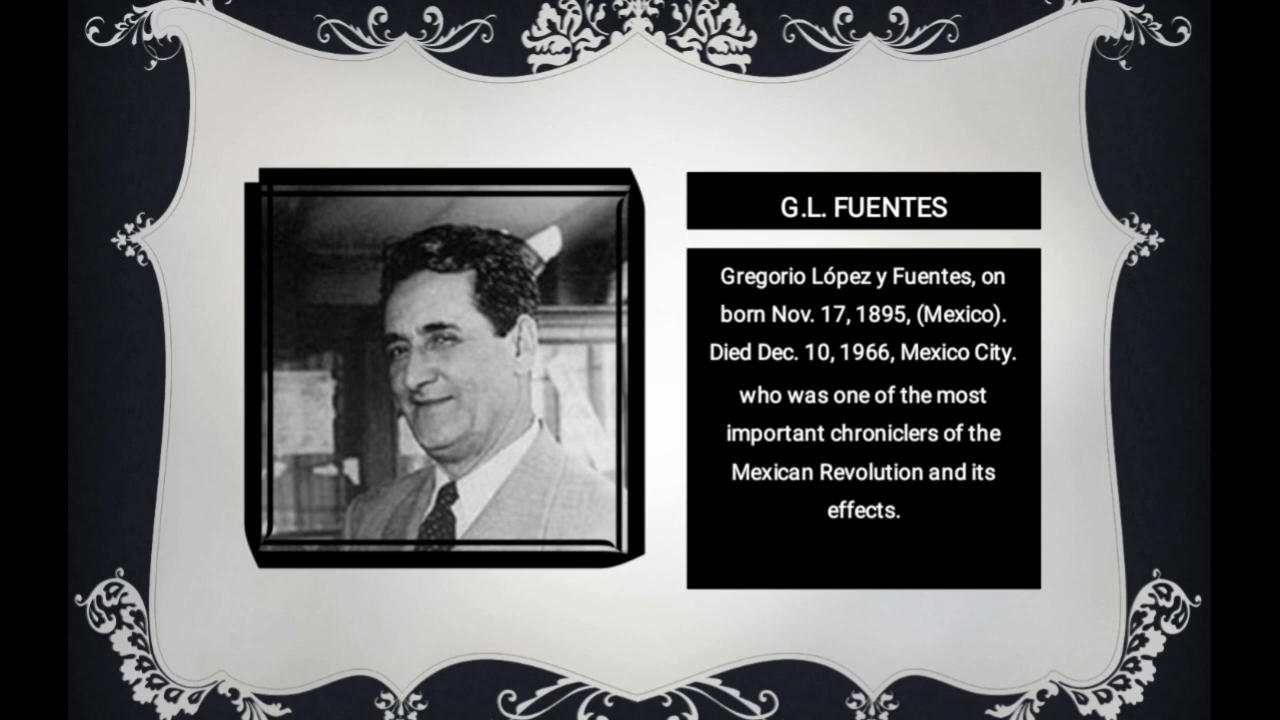 G.L. FUENTES
Gregorio López y Fuentes, on
born Nov. 17, 1895, (Mexico).
Died Dec. 10, 1966, Mexico City.
who was one of the most
important chroniclers of the
Mexican Revolution and its
effects.